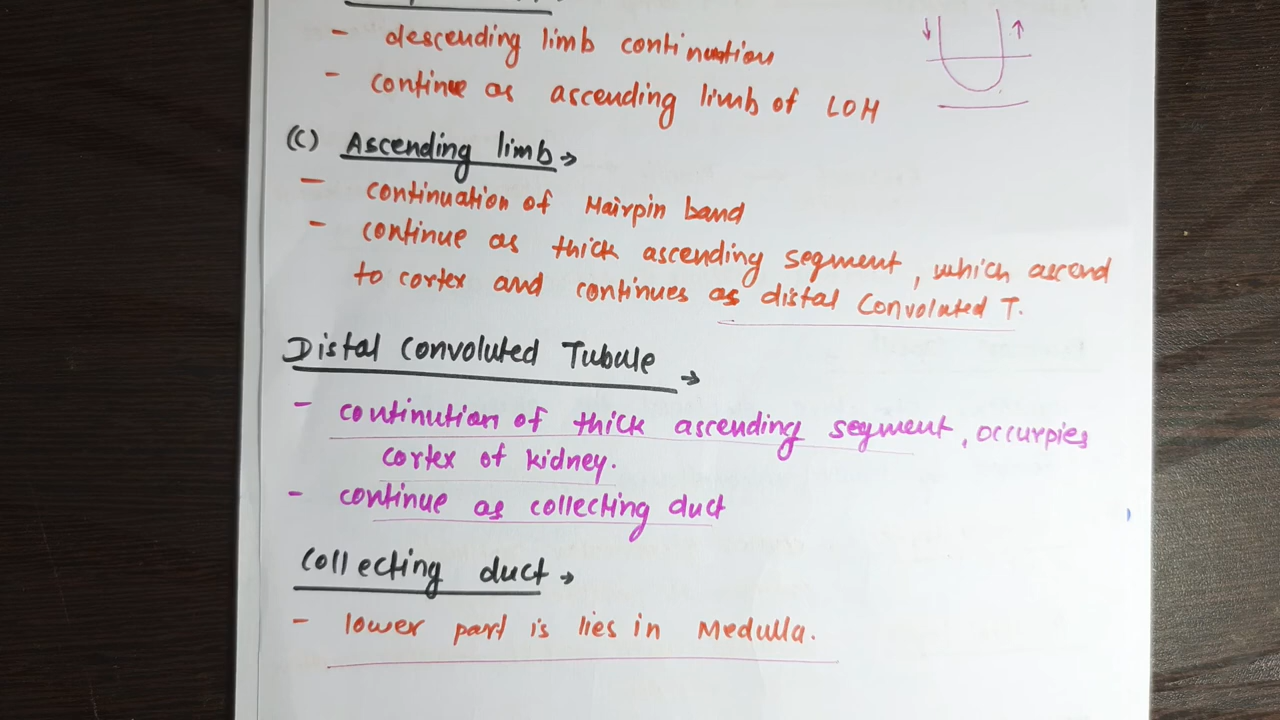 - descending limb continuation
- continue as ascending limb of LOH
(C) Ascending limb →
- continuation of Hairpin band
- continue as thick ascending segment, which ascend
to cortex and continues as distal Convoluted T.
Distal Convoluted Tubule →
- continution of thick ascending segment, occurpies
cortex of kidney.
- continue as collecting duct
Collecting duct →
- lower part is lies in Medulla.